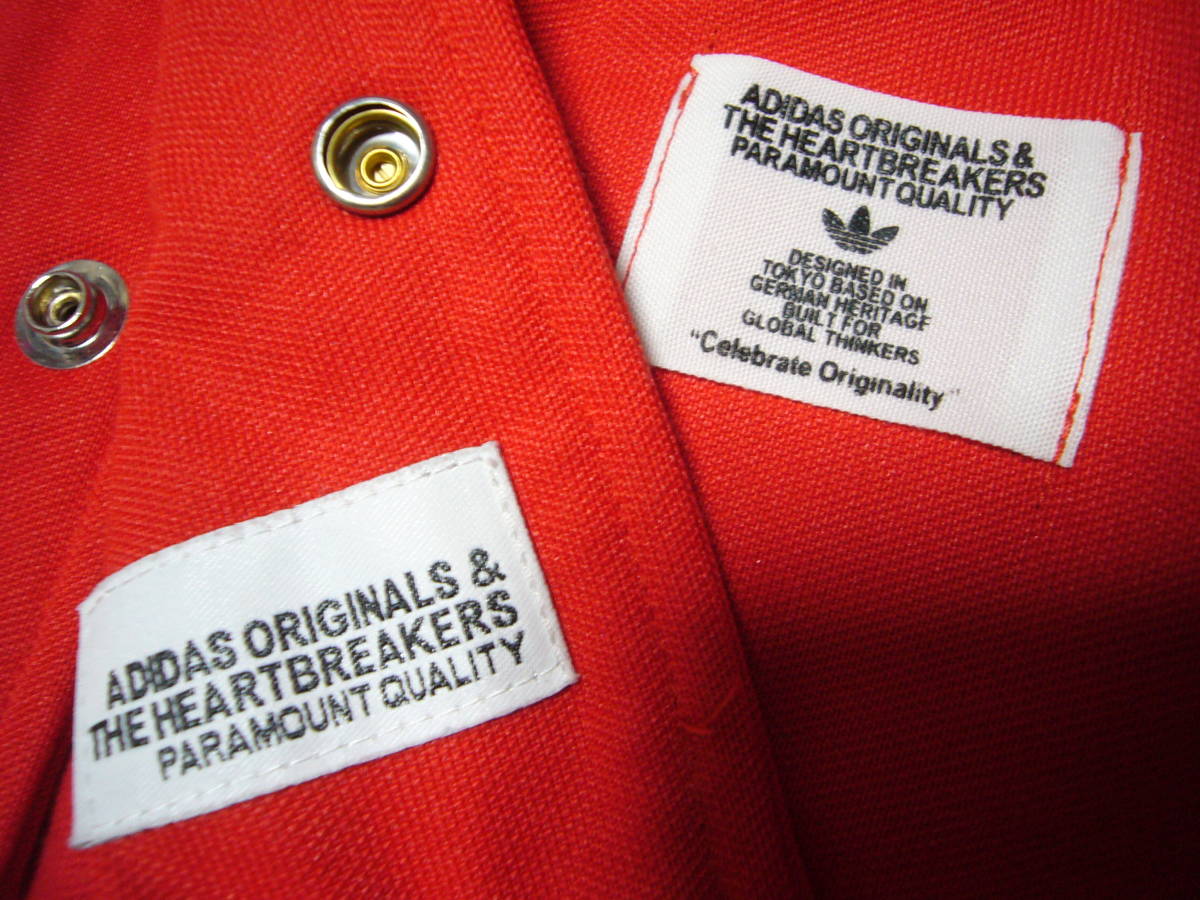 ADIDAS ORIGINALS &
THE HEARTBREAKERS
PARAMOUNT QUALITY
DESIGNED IN
TOKYO BASED ON
GERMAN HERITAGE
BUILT FOR
GLOBAL THINKERS
"Celebrate Originality"
ADIDAS ORIGINALS &
THE HEARTBREAKERS
PARAMOUNT QUALITY